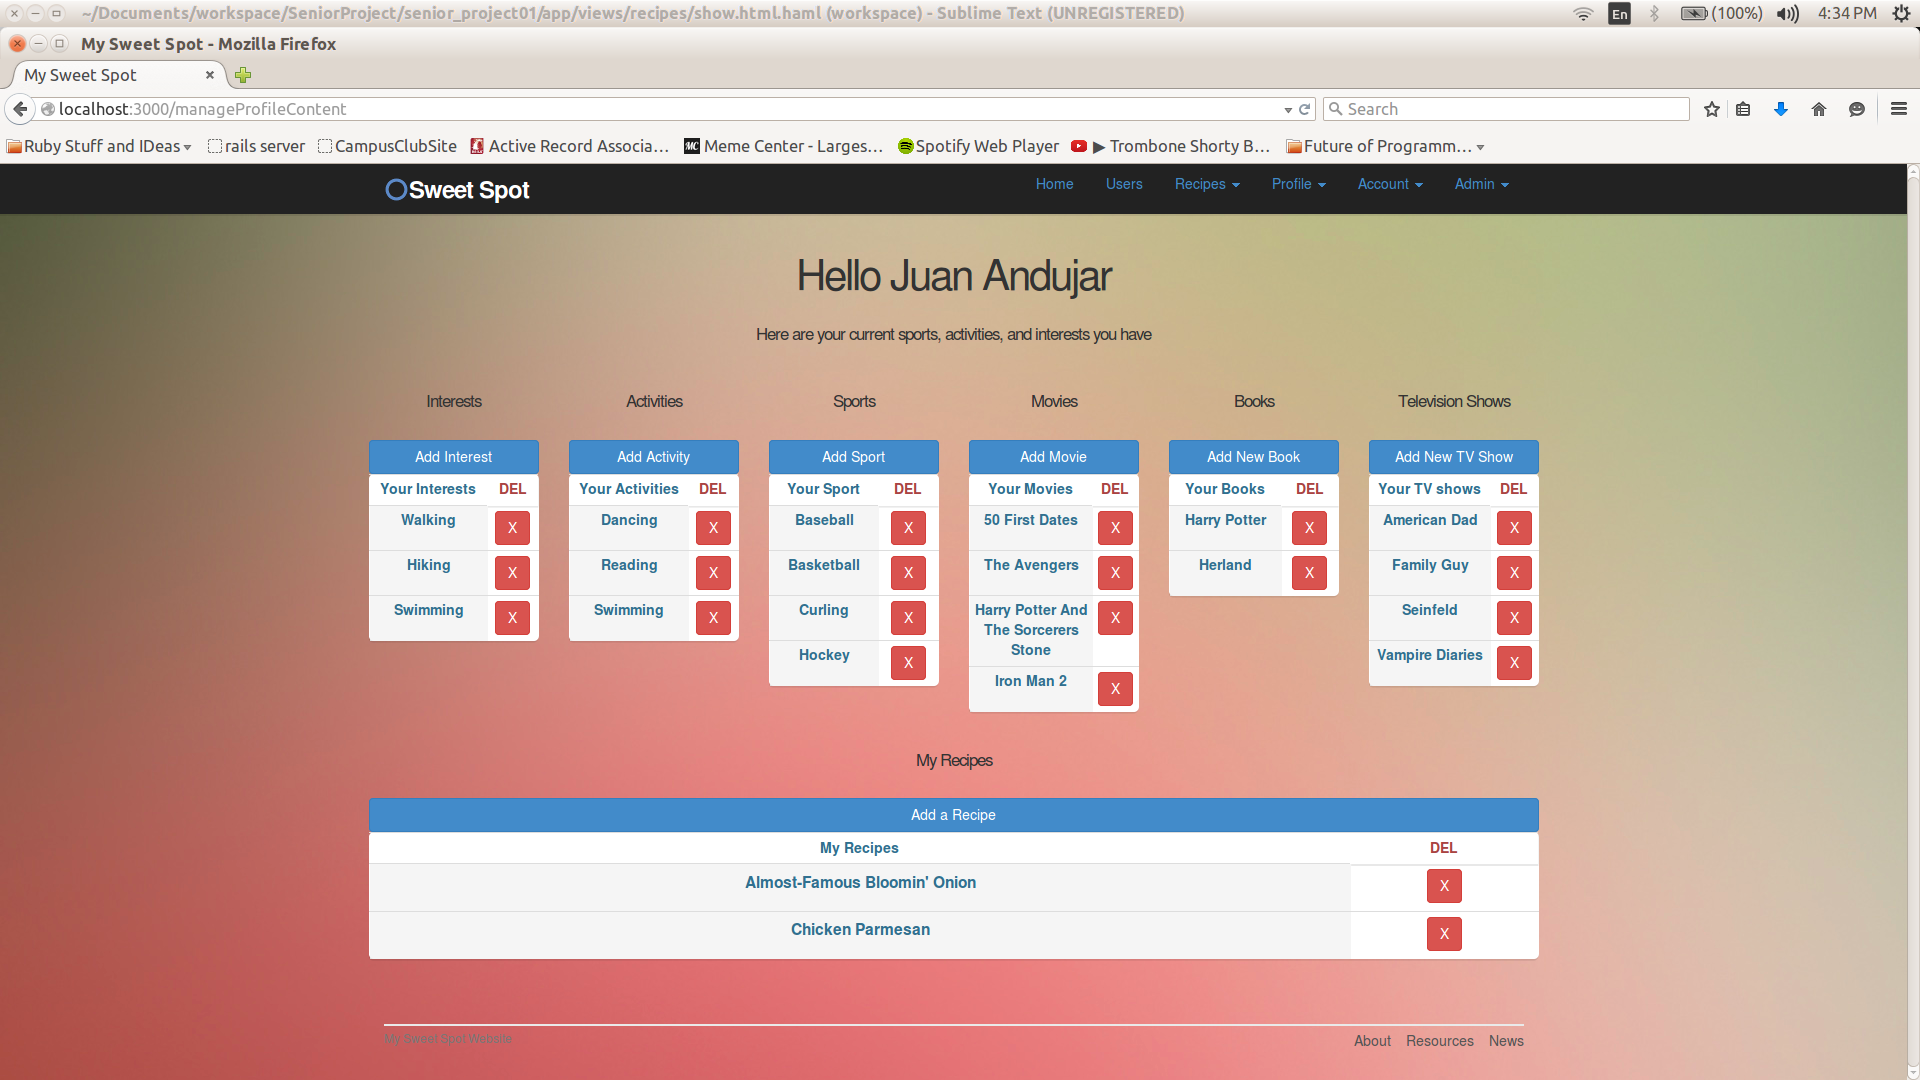 ~/Documents/workspace/SeniorProject/senior_project01/app/views/recipes/show.html.haml (workspace) - Sublime Text (UNREGISTERED)
En (100%) 4:34 PM
My Sweet Spot - Mozilla Firefox
My Sweet Spot
localhost:3000/manageProfileContent
Search
Ruby Stuff and IDeas rails server CampusClubSite Active Record Associa... MC Meme Center - Larges... Spotify Web Player ▶ Trombone Shorty B... Future of Programm...
Sweet Spot Home Users Recipes Profile Account Admin
Hello Juan Andujar
Here are your current sports, activities, and interests you have
Interests Activities Sports Movies Books Television Shows
Add Interest Add Activity Add Sport Add Movie Add New Book Add New TV Show
Your Interests DEL Your Activities DEL Your Sport DEL Your Movies DEL Your Books DEL Your TV shows DEL
Walking X Dancing X Baseball X 50 First Dates X Harry Potter X American Dad X
Hiking X Reading X Basketball X The Avengers X Herland X Family Guy X
Swimming X Swimming X Curling X Harry Potter And X Seinfeld X
The Sorcerers
Stone
Hockey X Vampire Diaries X
Iron Man 2 X
My Recipes
Add a Recipe
My Recipes DEL
Almost-Famous Bloomin' Onion X
Chicken Parmesan X
My Sweet Spot Website About Resources News